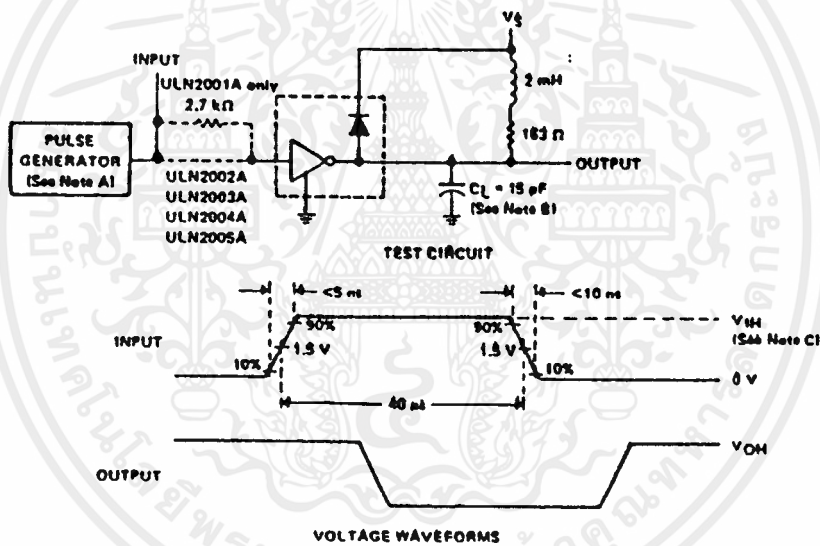 VS
INPUT
ULN2001A only
2.7 kΩ
2 mH
163 Ω
PULSE
GENERATOR
(See Note A)
OUTPUT
ULN2002A
ULN2003A
ULN2004A
ULN2005A
CL = 15 pF
(See Note B)
TEST CIRCUIT
<5 ns
<10 ns
INPUT
90%
90%
VIH
(See Note C)
1.5 V
1.5 V
10%
10%
0 V
40 µs
OUTPUT
VOH
VOLTAGE WAVEFORMS